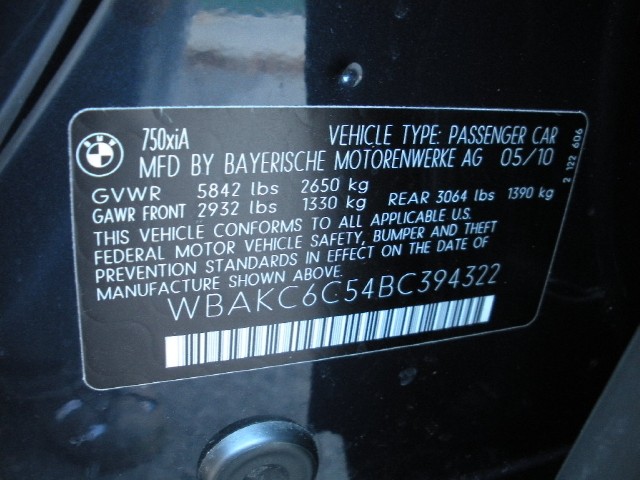 BMW
750xiA VEHICLE TYPE: PASSENGER CAR
MFD BY BAYERISCHE MOTORENWERKE AG 05/10
GVWR 5842 lbs 2650 kg
GAWR FRONT 2932 lbs 1330 kg REAR 3064 lbs 1390 kg
THIS VEHICLE CONFORMS TO ALL APPLICABLE U.S.
FEDERAL MOTOR VEHICLE SAFETY, BUMPER AND THEFT
PREVENTION STANDARDS IN EFFECT ON THE DATE OF
MANUFACTURE SHOWN ABOVE.
WBAKC6C54BC394322
2 122 606